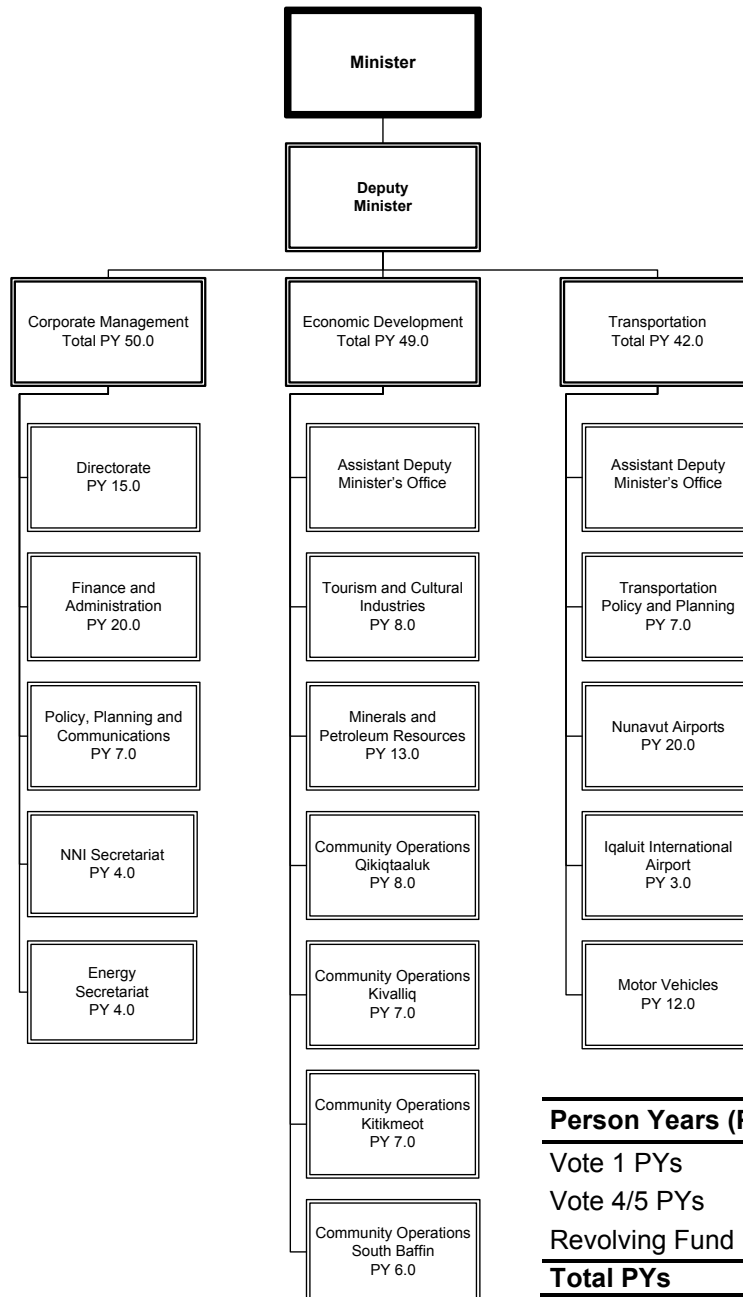 Minister
Deputy
Minister
Corporate Management
Total PY 50.0
Economic Development
Total PY 49.0
Transportation
Total PY 42.0
Directorate
PY 15.0
Assistant Deputy
Minister's Office
Assistant Deputy
Minister's Office
Finance and
Administration
PY 20.0
Tourism and Cultural
Industries
PY 8.0
Transportation
Policy and Planning
PY 7.0
Policy, Planning and
Communications
PY 7.0
Minerals and
Petroleum Resources
PY 13.0
Nunavut Airports
PY 20.0
NNI Secretariat
PY 4.0
Community Operations
Qikiqtaaluk
PY 8.0
Iqaluit International
Airport
PY 3.0
Energy
Secretariat
PY 4.0
Community Operations
Kivalliq
PY 7.0
Motor Vehicles
PY 12.0
Community Operations
Kitikmeot
PY 7.0
Community Operations
South Baffin
PY 6.0
Person Years (
Vote 1 PYs
Vote 4/5 PYs
Revolving Fund
Total PYs